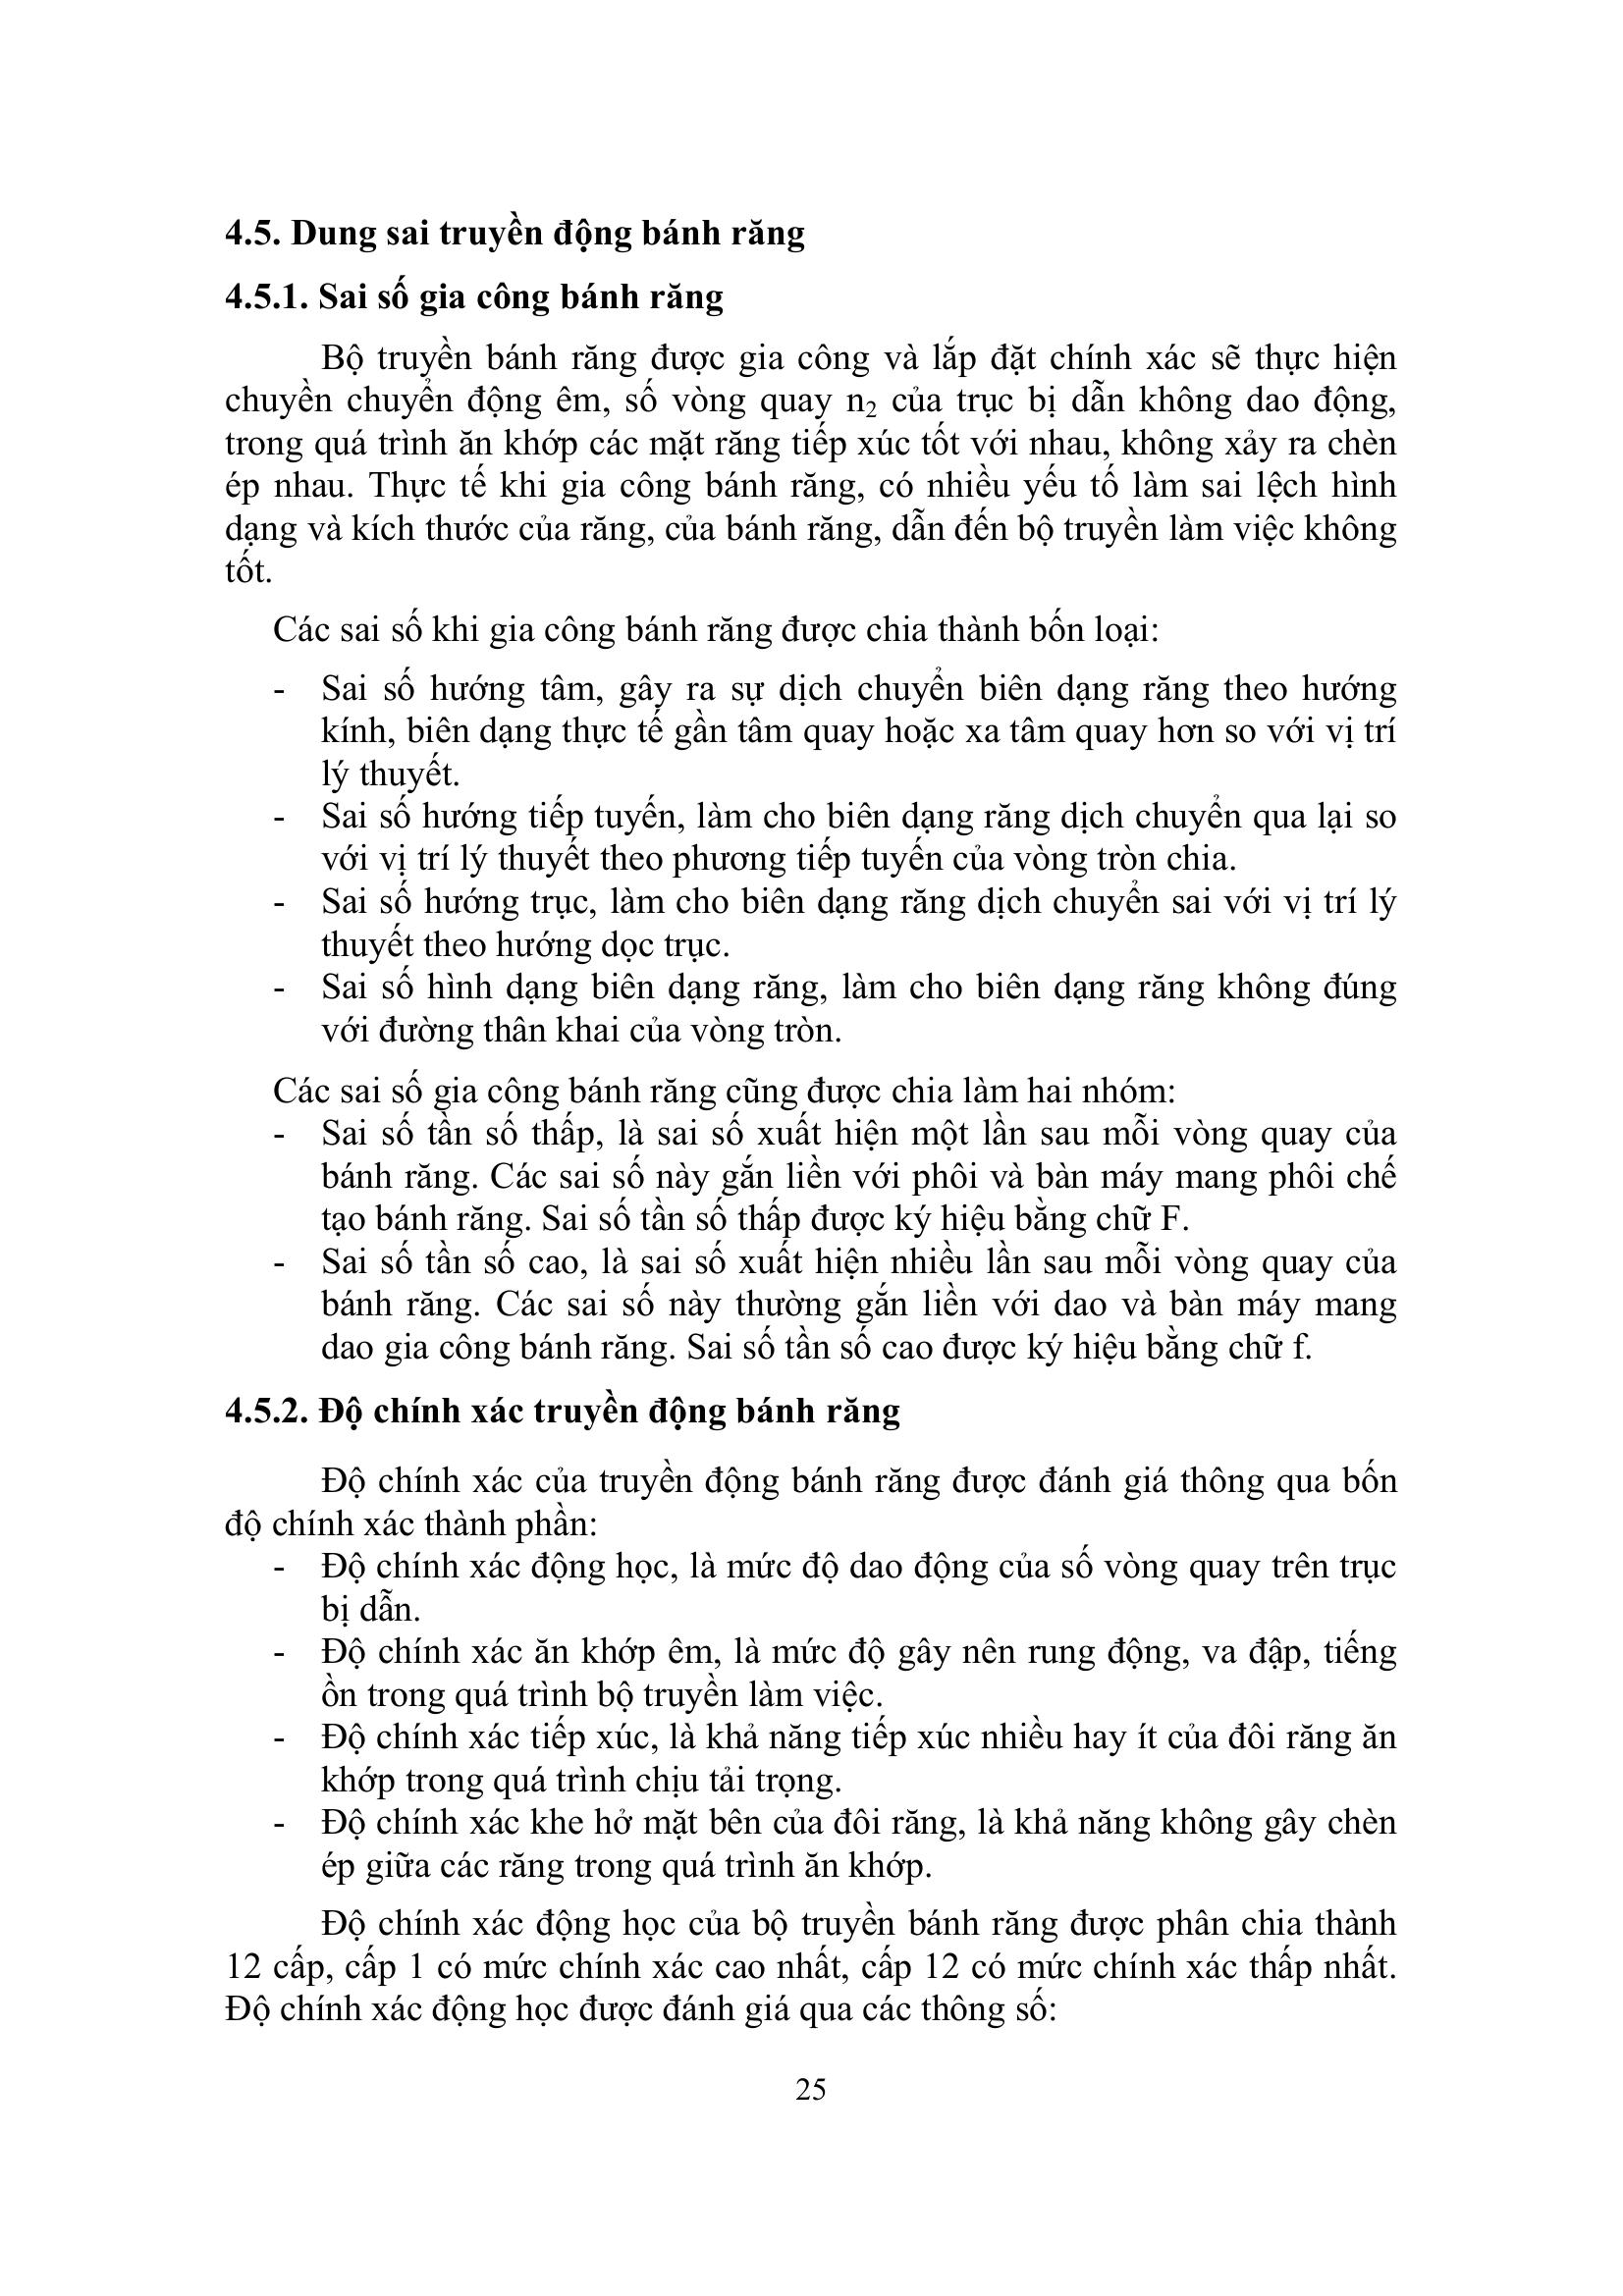 4.5. Dung sai truyền động bánh răng
4.5.1. Sai số gia công bánh răng
Bộ truyền bánh răng được gia công và lắp đặt chính xác sẽ thực hiện
chuyền chuyển động êm, số vòng quay n₂ của trục bị dẫn không dao động,
trong quá trình ăn khớp các mặt răng tiếp xúc tốt với nhau, không xảy ra chèn
ép nhau. Thực tế khi gia công bánh răng, có nhiều yếu tố làm sai lệch hình
dạng và kích thước của răng, của bánh răng, dẫn đến bộ truyền làm việc không
tốt.
Các sai số khi gia công bánh răng được chia thành bốn loại:
- Sai số hướng tâm, gây ra sự dịch chuyển biên dạng răng theo hướng
kính, biên dạng thực tế gần tâm quay hoặc xa tâm quay hơn so với vị trí
lý thuyết.
- Sai số hướng tiếp tuyến, làm cho biên dạng răng dịch chuyển qua lại so
với vị trí lý thuyết theo phương tiếp tuyến của vòng tròn chia.
- Sai số hướng trục, làm cho biên dạng răng dịch chuyển sai với vị trí lý
thuyết theo hướng dọc trục.
- Sai số hình dạng biên dạng răng, làm cho biên dạng răng không đúng
với đường thân khai của vòng tròn.
Các sai số gia công bánh răng cũng được chia làm hai nhóm:
- Sai số tần số thấp, là sai số xuất hiện một lần sau mỗi vòng quay của
bánh răng. Các sai số này gắn liền với phôi và bàn máy mang phôi chế
tạo bánh răng. Sai số tần số thấp được ký hiệu bằng chữ F.
- Sai số tần số cao, là sai số xuất hiện nhiều lần sau mỗi vòng quay của
bánh răng. Các sai số này thường gắn liền với dao và bàn máy mang
dao gia công bánh răng. Sai số tần số cao được ký hiệu bằng chữ f.
4.5.2. Độ chính xác truyền động bánh răng
Độ chính xác của truyền động bánh răng được đánh giá thông qua bốn
độ chính xác thành phần:
- Độ chính xác động học, là mức độ dao động của số vòng quay trên trục
bị dẫn.
- Độ chính xác ăn khớp êm, là mức độ gây nên rung động, va đập, tiếng
ồn trong quá trình bộ truyền làm việc.
- Độ chính xác tiếp xúc, là khả năng tiếp xúc nhiều hay ít của đôi răng ăn
khớp trong quá trình chịu tải trọng.
- Độ chính xác khe hở mặt bên của đôi răng, là khả năng không gây chèn
ép giữa các răng trong quá trình ăn khớp.
Độ chính xác động học của bộ truyền bánh răng được phân chia thành
12 cấp, cấp 1 có mức chính xác cao nhất, cấp 12 có mức chính xác thấp nhất.
Độ chính xác động học được đánh giá qua các thông số:
25